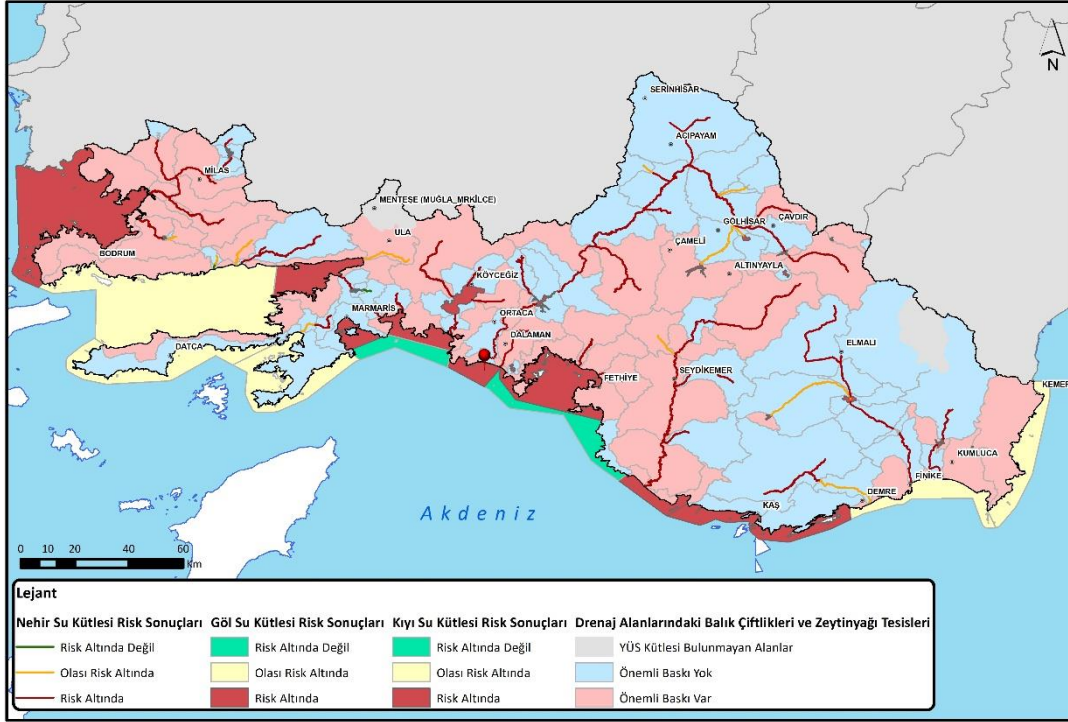 N
SERİNHİSAR
ACIPAYAM
MİLAS
MENTEŞE (MUĞLA_MRKİLCE)
ULA
GÖLHİSAR
ÇAVDIR
ÇAMELİ
ALTINYAYLA
BODRUM
KÖYCEĞİZ
MARMARİS
ORTACA
DALAMAN
ELMALI
DATÇA
FETHİYE
SEYDİKEMER
KEMER
KUMLUCA
FİNİKE
DEMRE
KAŞ
Akdeniz
0 10 20 40 60
Km
Lejant
Nehir Su Kütlesi Risk Sonuçları Göl Su Kütlesi Risk Sonuçları Kıyı Su Kütlesi Risk Sonuçları Drenaj Alanlarındaki Balık Çiftlikleri ve Zeytinyağı Tesisleri
Risk Altında Değil Risk Altında Değil Risk Altında Değil YÜS Kütlesi Bulunmayan Alanlar
Olası Risk Altında Olası Risk Altında Olası Risk Altında Önemli Baskı Yok
Risk Altında Risk Altında Risk Altında Önemli Baskı Var